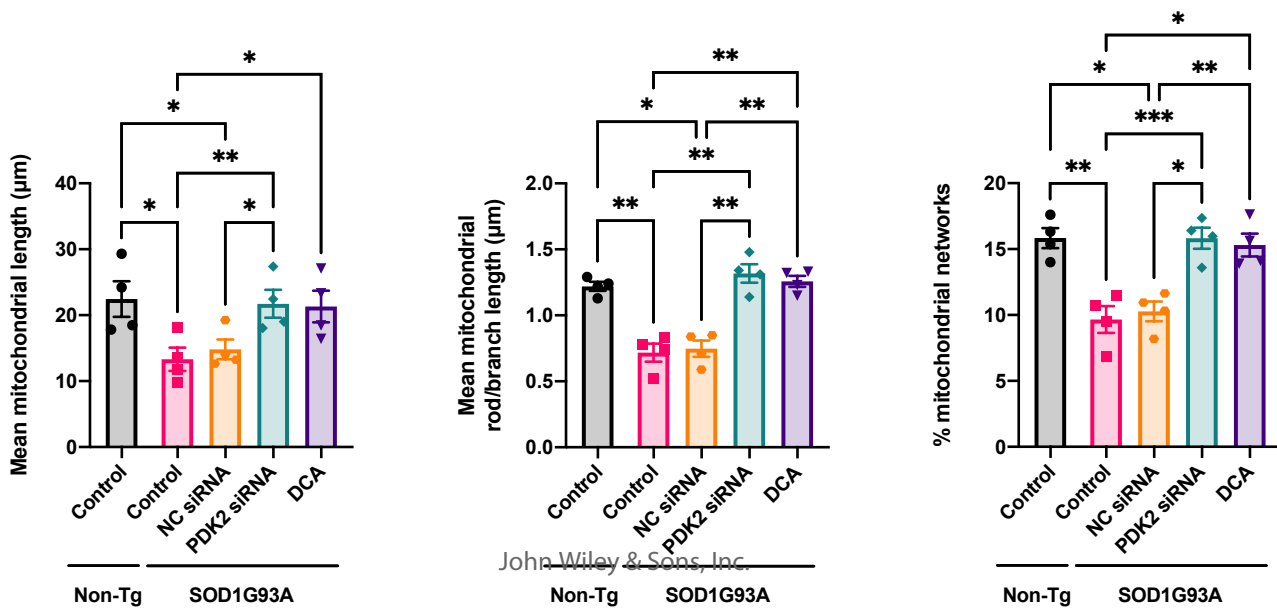 *
*
**
*
*
Mean mitochondrial length (µm)
40
30
20
10
0
Control
Control
NC siRNA
PDK2 siRNA
DCA
Non-Tg
SOD1G93A
**
*
**
**
**
**
Mean mitochondrial
rod/branch length (µm)
2.0
1.5
1.0
0.5
0.0
Control
Control
NC siRNA
PDK2 siRNA
DCA
Non-Tg
SOD1G93A
*
*
**
***
**
*
% mitochondrial networks
20
15
10
5
0
Control
Control
NC siRNA
PDK2 siRNA
DCA
Non-Tg
SOD1G93A
John Wiley & Sons, Inc.